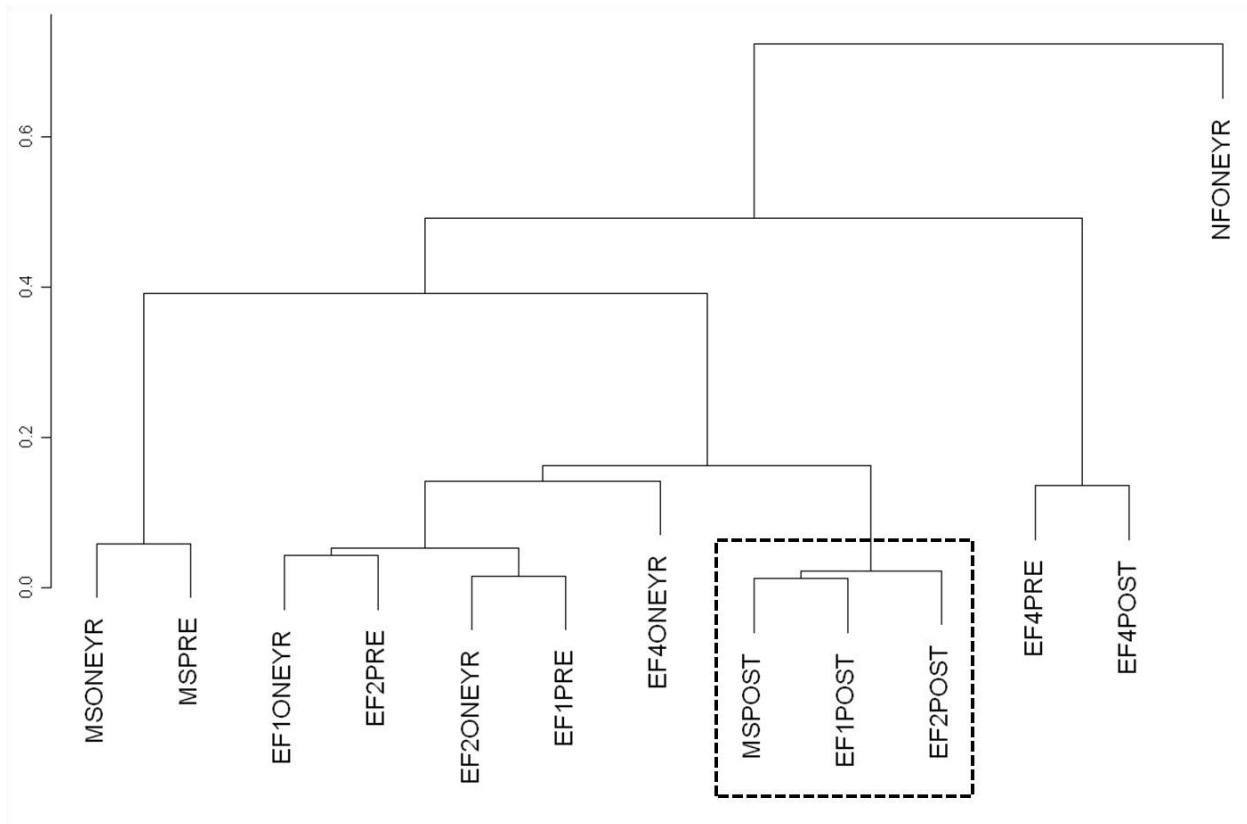 0.6
0.4
0.2
0.0
NFONEYR
MSONEYR
MSPRE
EF1ONEYR
EF2PRE
EF2ONEYR
EF1PRE
EF4ONEYR
MSPOST
EF1POST
EF2POST
EF4PRE
EF4POST